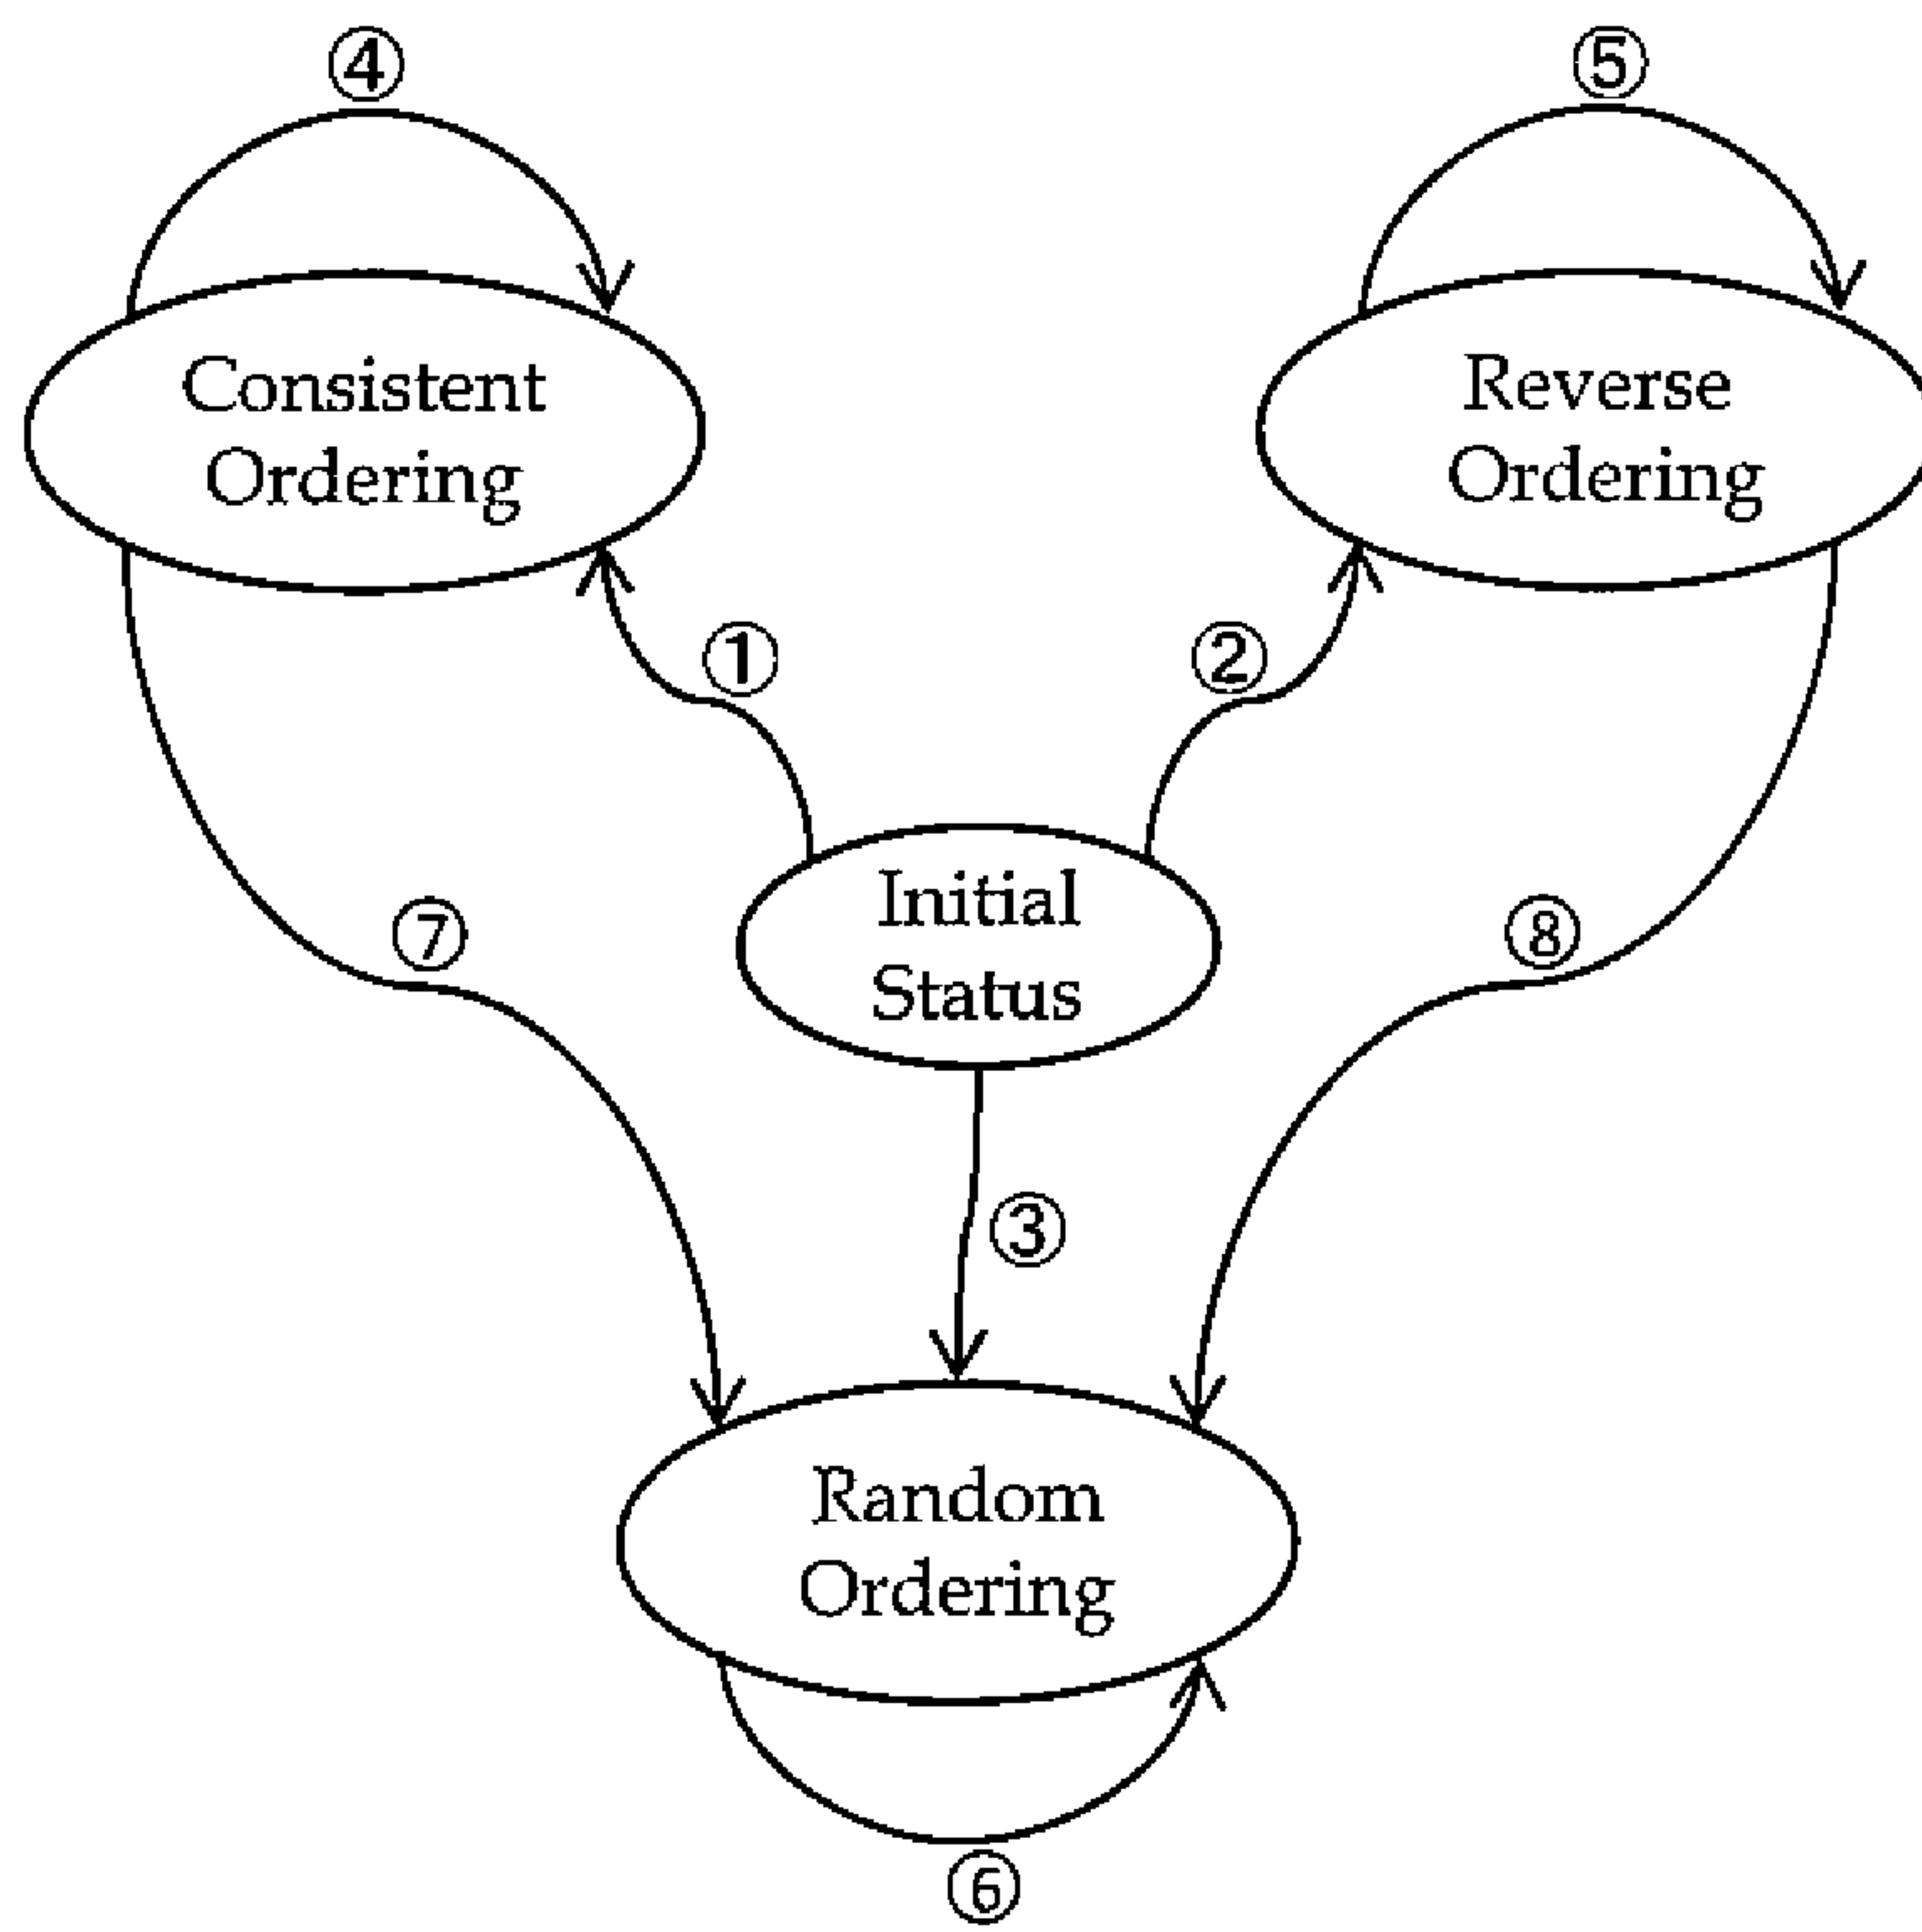 ④
⑤
Consistent
Ordering
Reverse
Ordering
①
②
Initial
Status
⑦
⑧
③
Random
Ordering
⑥